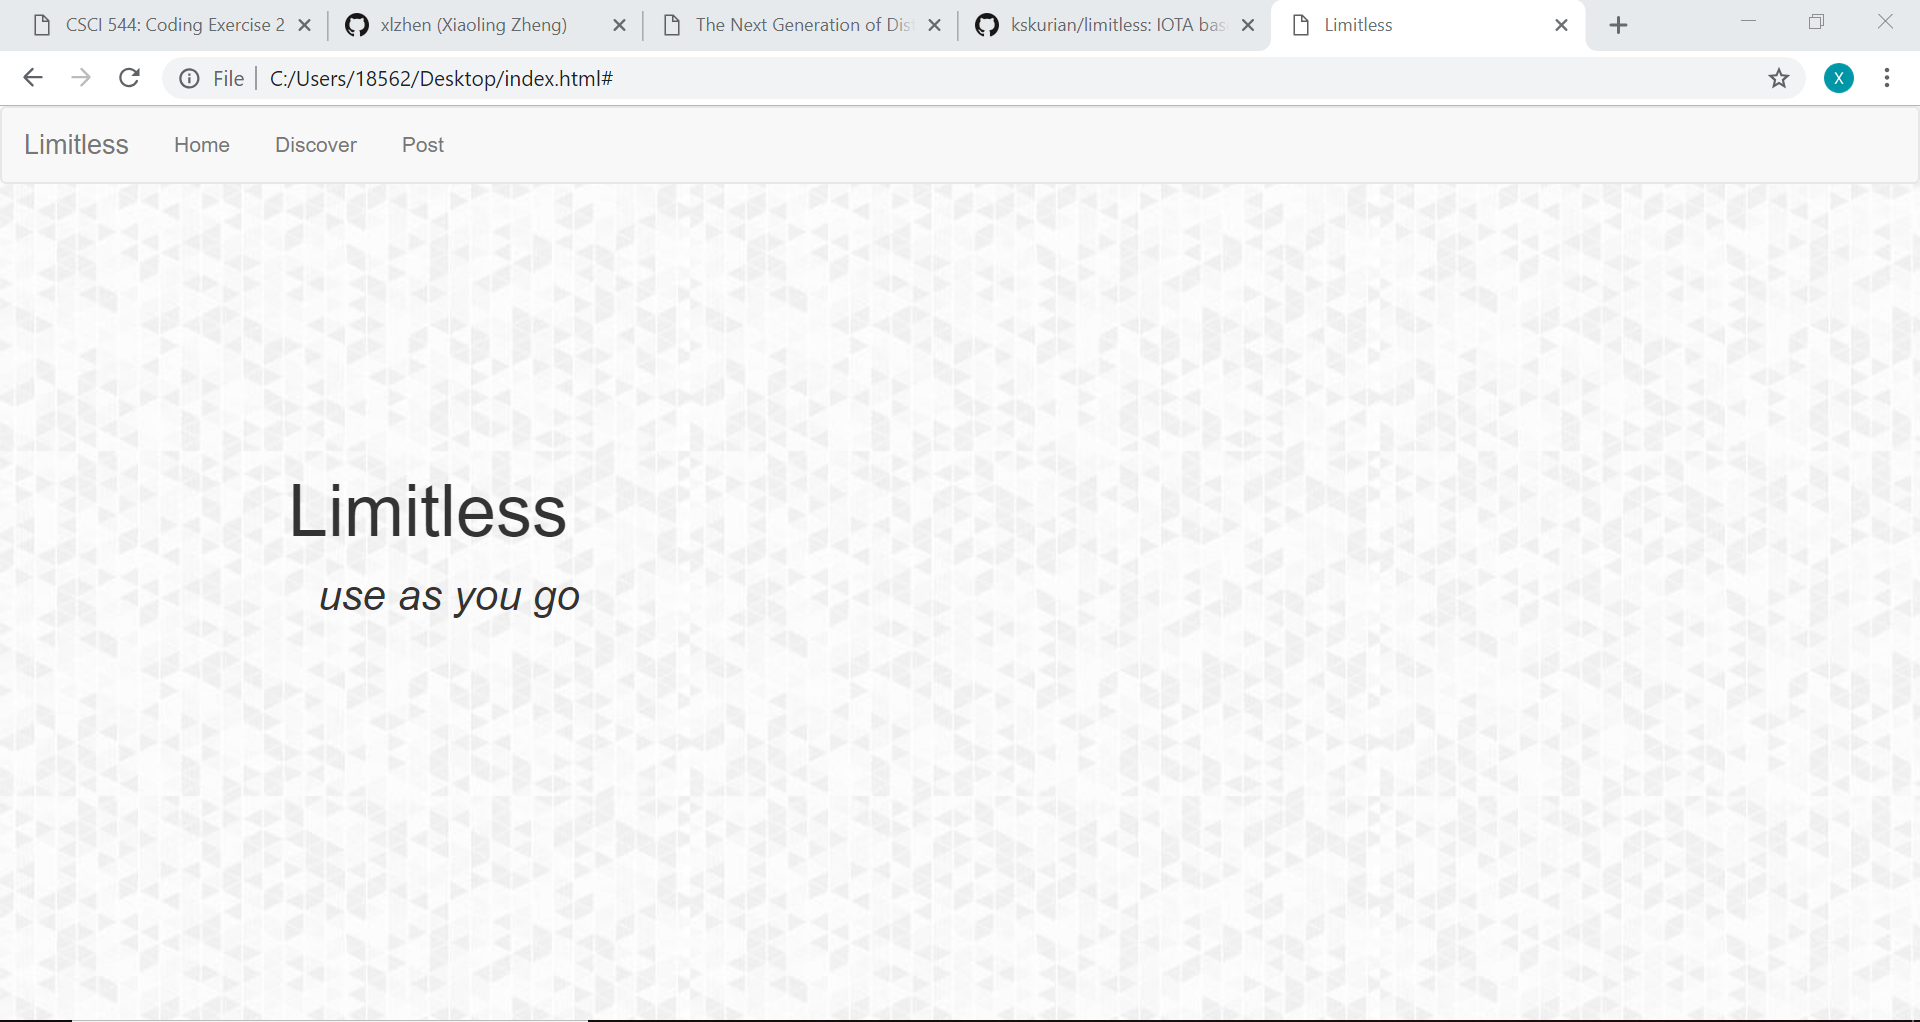 CSCI 544: Coding Exercise 2
xlzhen (Xiaoling Zheng)
The Next Generation of Dist
kskurian/limitless: IOTA bas
Limitless
File
C:/Users/18562/Desktop/index.html#
X
Limitless Home Discover Post
Limitless
use as you go